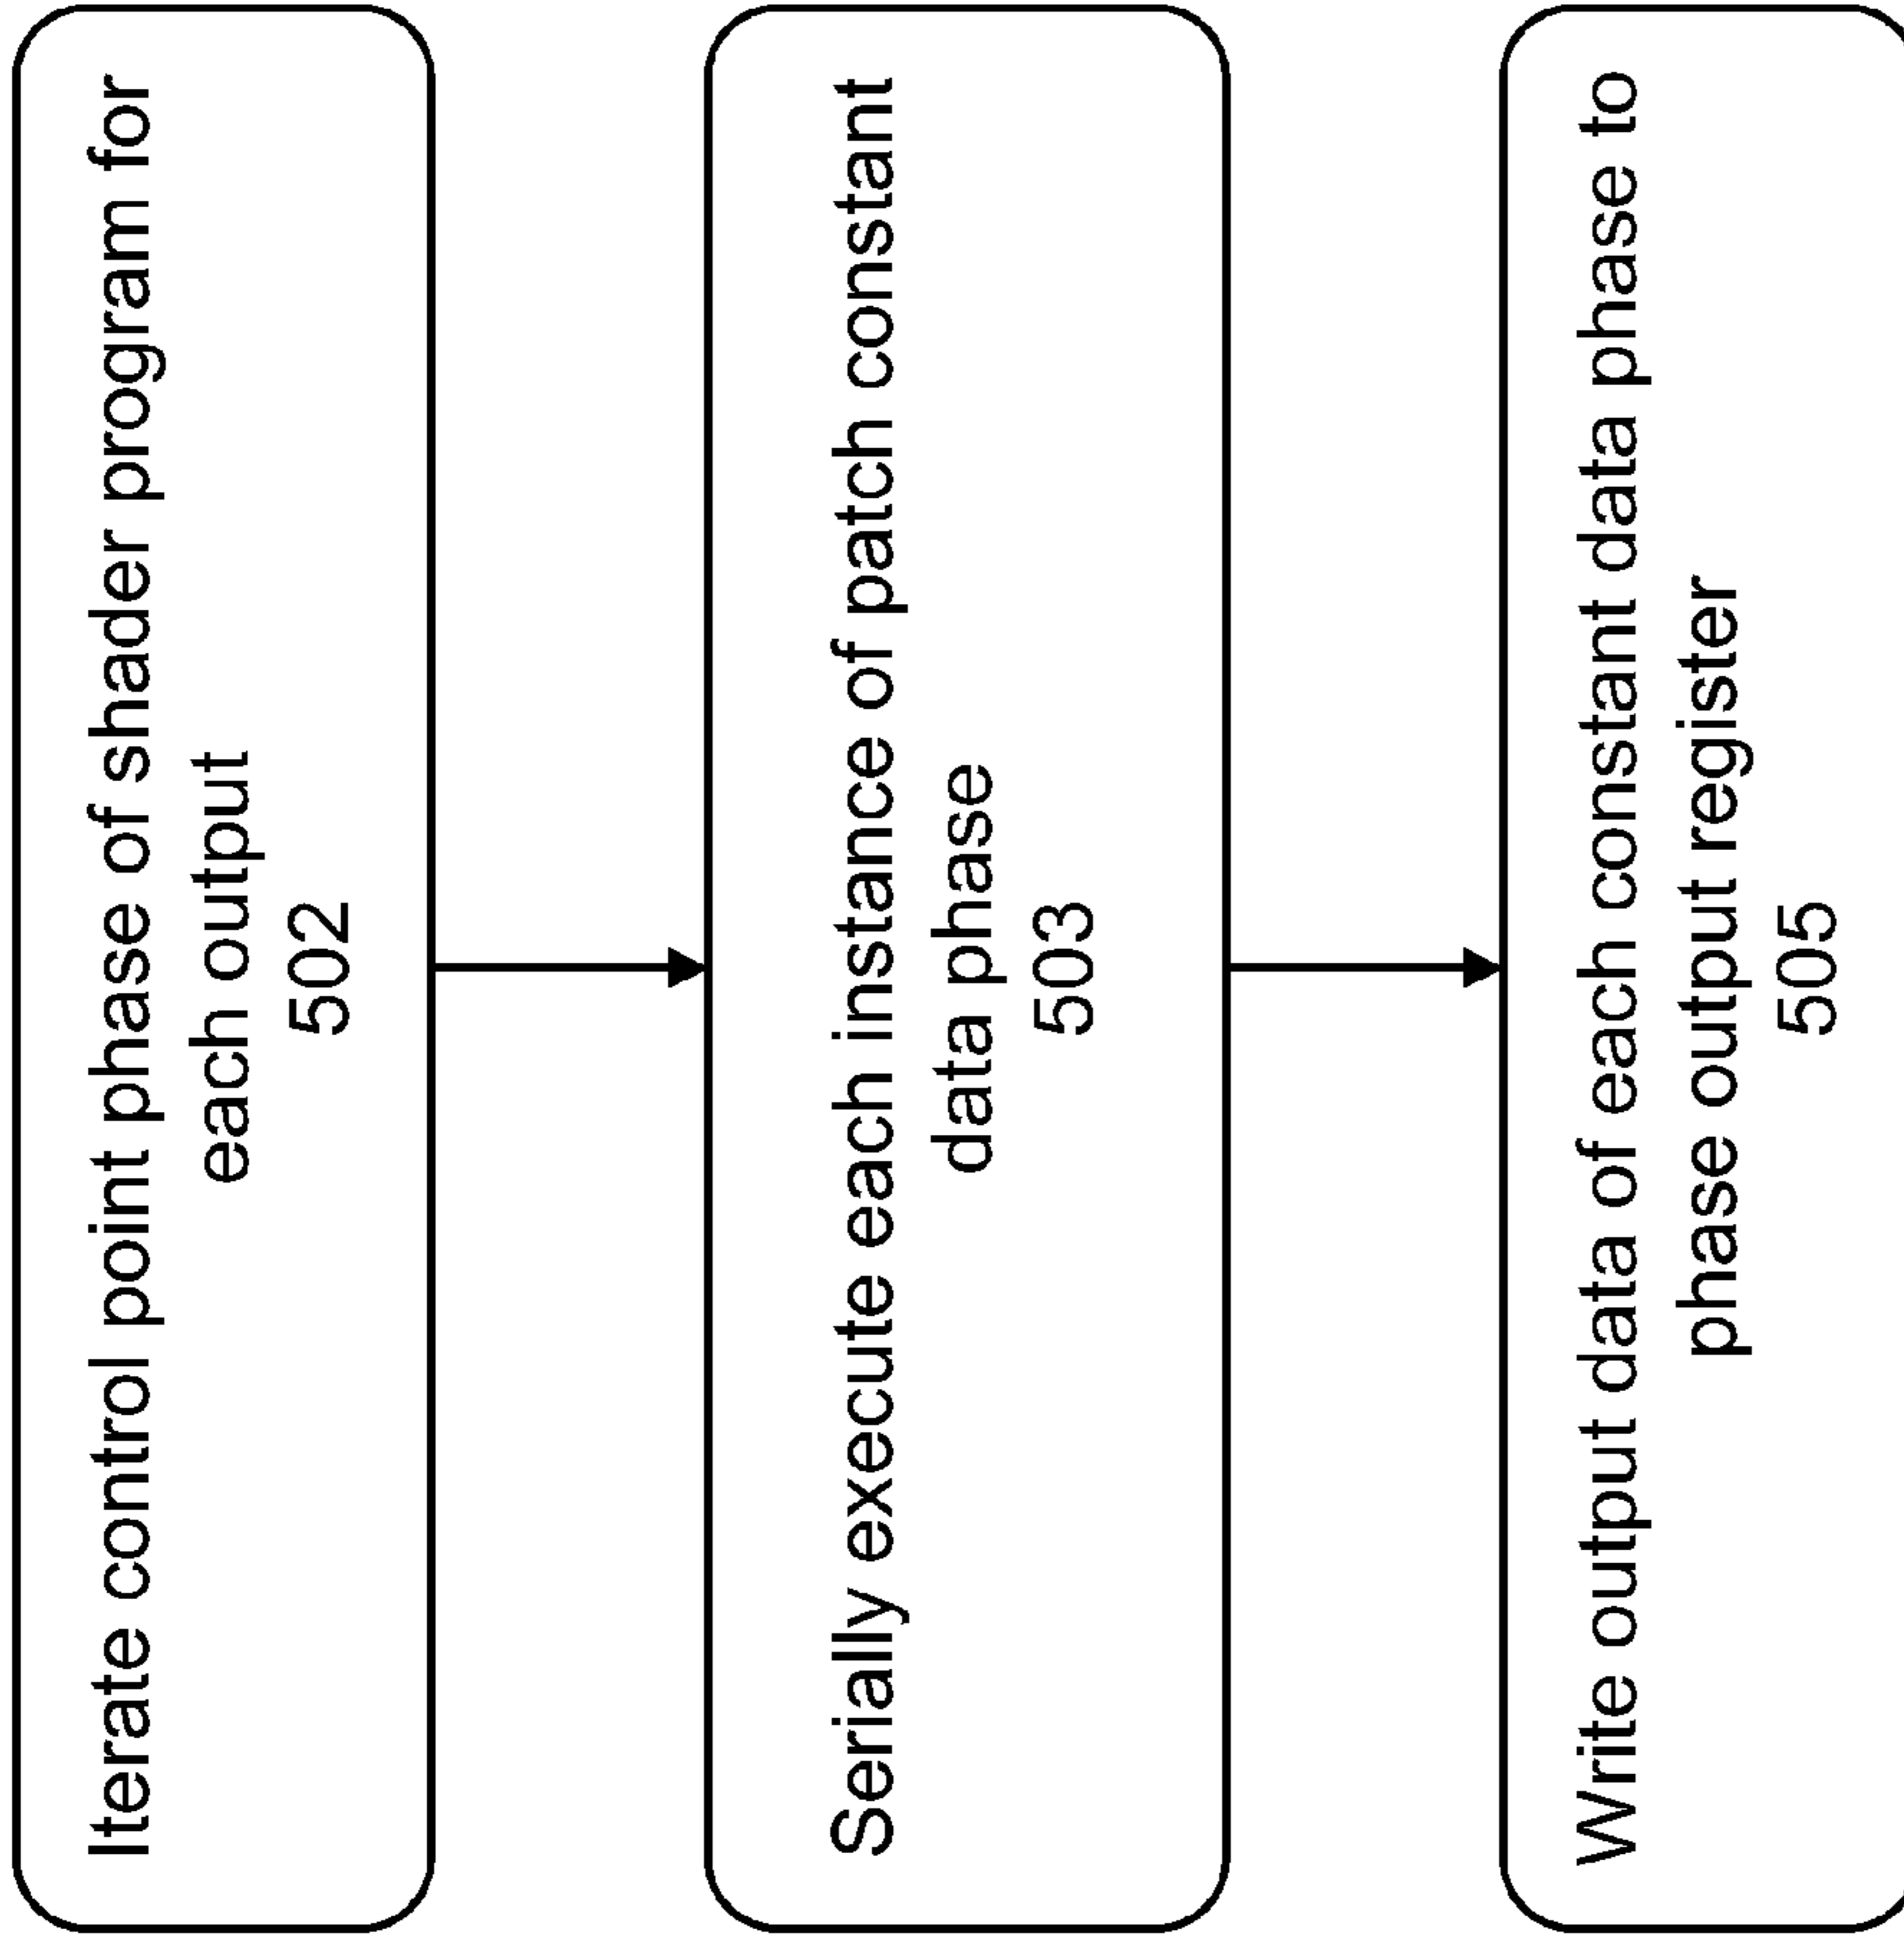 Iterate control point phase of shader program for
each output
502
Serially execute each instance of patch constant
data phase
503
Write output data of each constant data phase to
phase output register
505